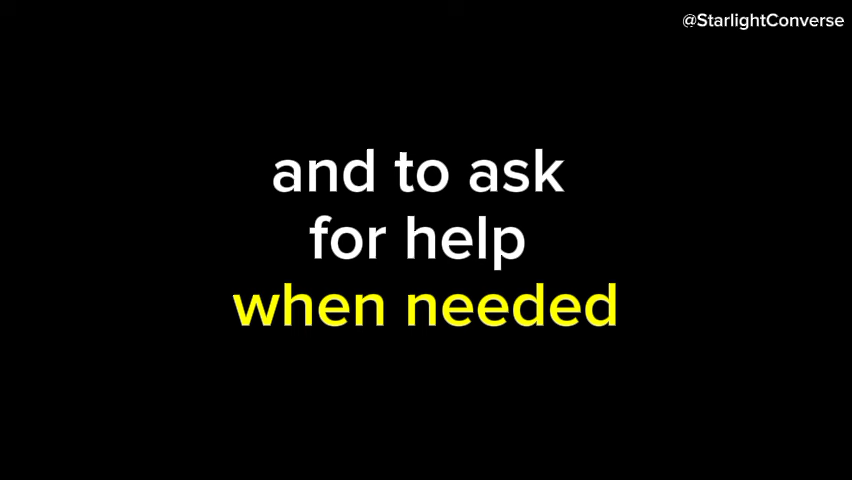 @StarlightConverse
and to ask
for help
when needed